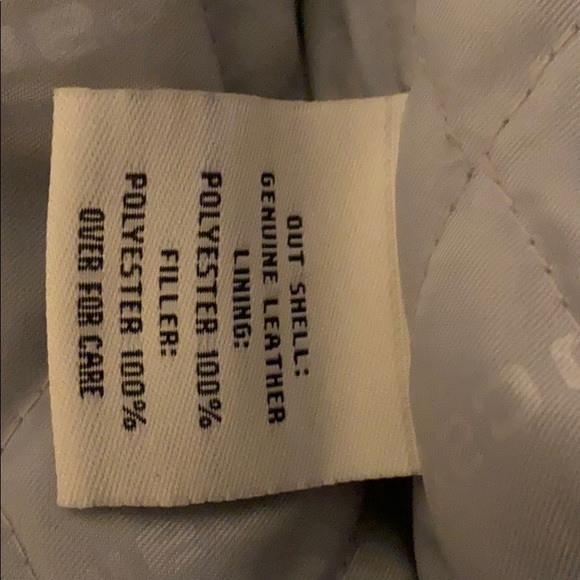 OUT SHELL:
GENUINE LEATHER
LINING:
POLYESTER 100%
FILLER:
POLYESTER 100%
OVER FOR CARE